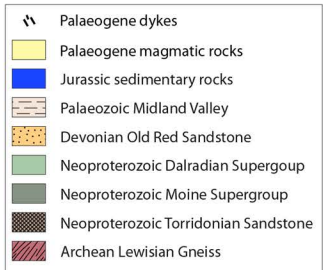 Palaeogene dykes
Palaeogene magmatic rocks
Jurassic sedimentary rocks
Palaeozoic Midland Valley
Devonian Old Red Sandstone
Neoproterozoic Dalradian Supergoup
Neoproterozoic Moine Supergroup
Neoproterozoic Torridonian Sandstone
Archean Lewisian Gneiss